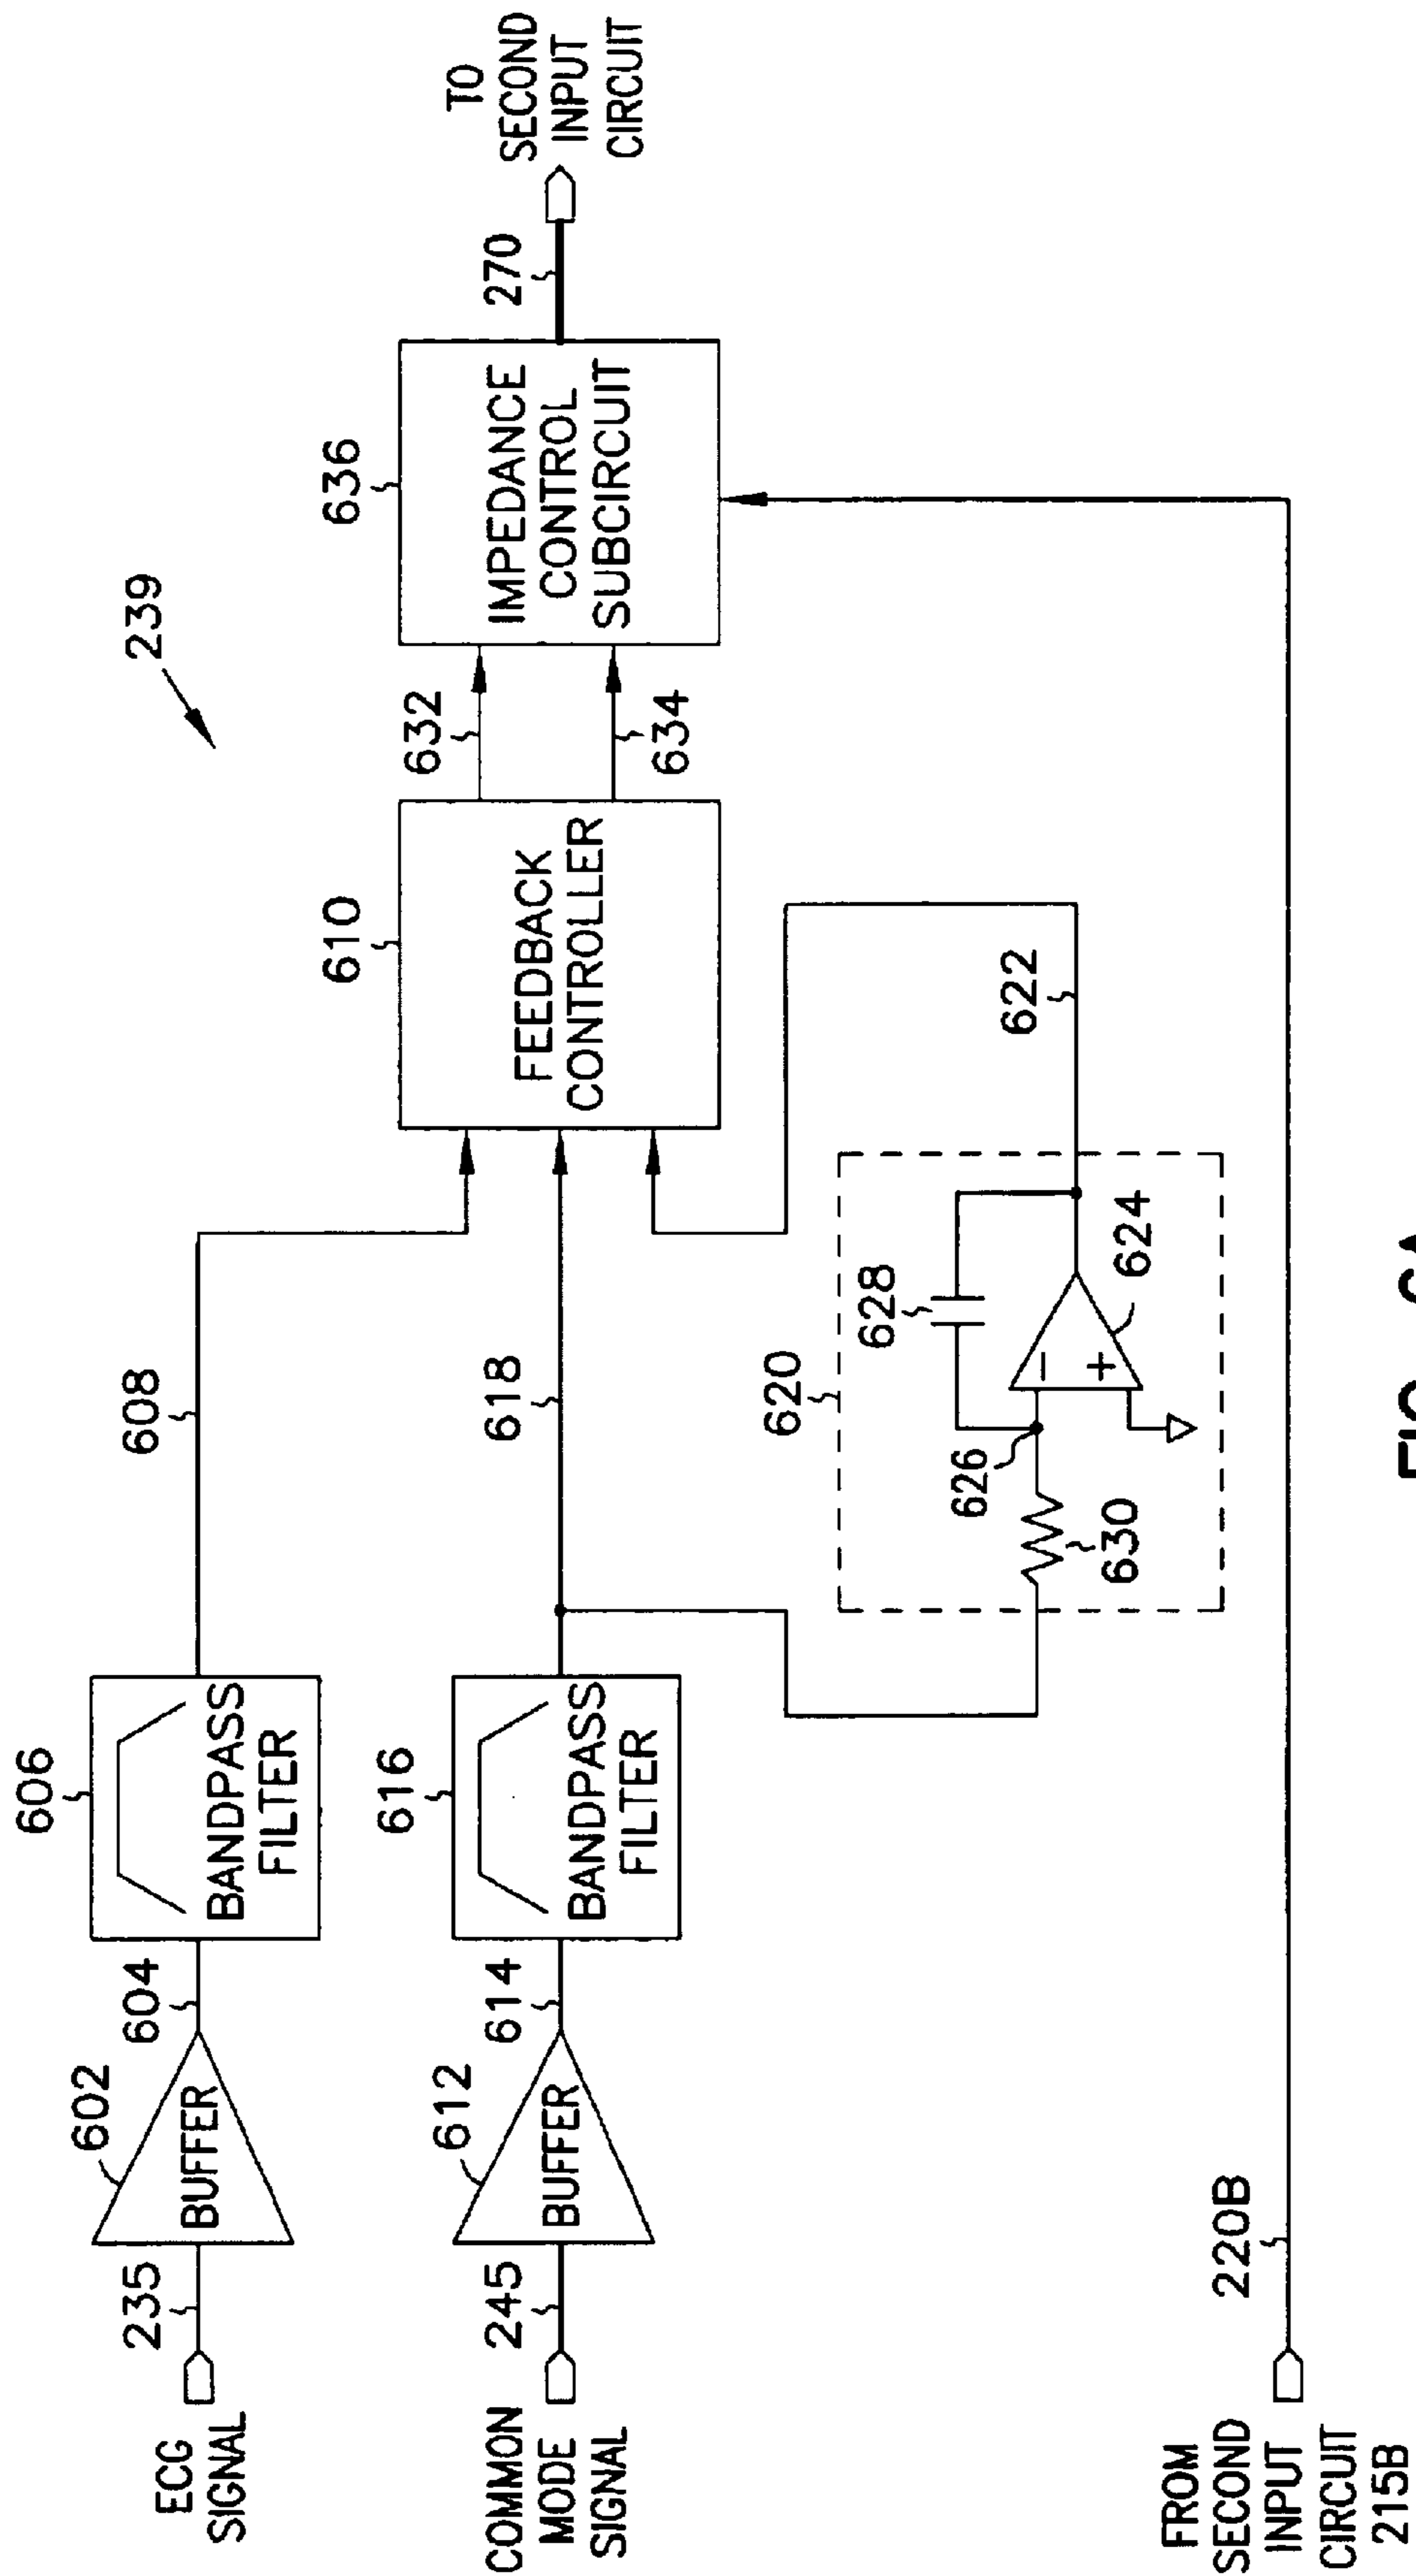 239
ECG
SIGNAL
235
602
BUFFER
604
606
BANDPASS
FILTER
608
COMMON
MODE
SIGNAL
245
612
BUFFER
614
616
BANDPASS
FILTER
618
610
FEEDBACK
CONTROLLER
632
634
636
IMPEDANCE
CONTROL
SUBCIRCUIT
270
TO
SECOND
INPUT
CIRCUIT
620
628
626
630
−
+
624
622
FROM
SECOND
INPUT
CIRCUIT
215B
220B